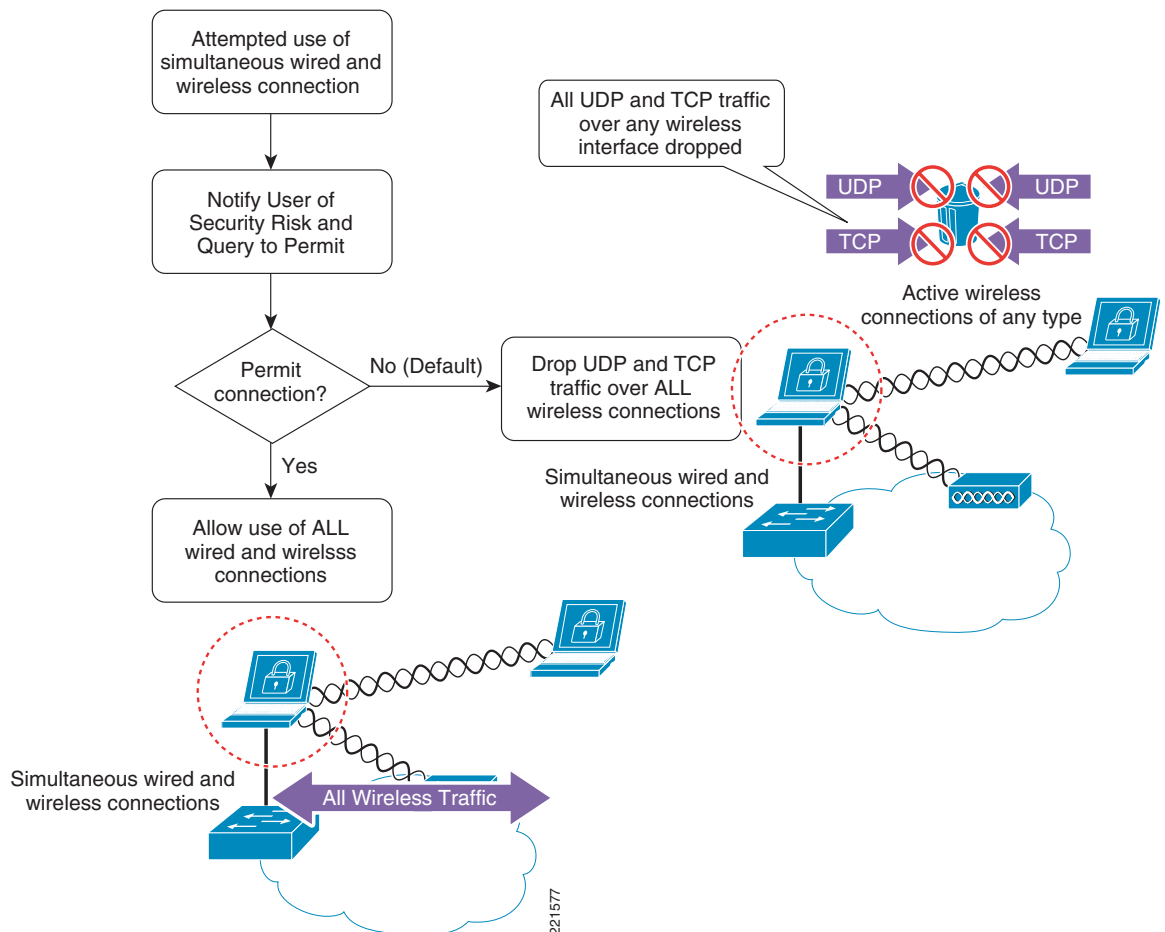 Attempted use of
simultaneous wired and
wireless connection
All UDP and TCP traffic
over any wireless
interface dropped
UDP
UDP
TCP
TCP
Notify User of
Security Risk and
Query to Permit
Active wireless
connections of any type
Permit
connection?
No (Default)
Drop UDP and TCP
traffic over ALL
wireless connections
Yes
Simultaneous wired and
wireless connections
Allow use of ALL
wired and wirelsss
connections
Simultaneous wired and
wireless connections
All Wireless Traffic
221577